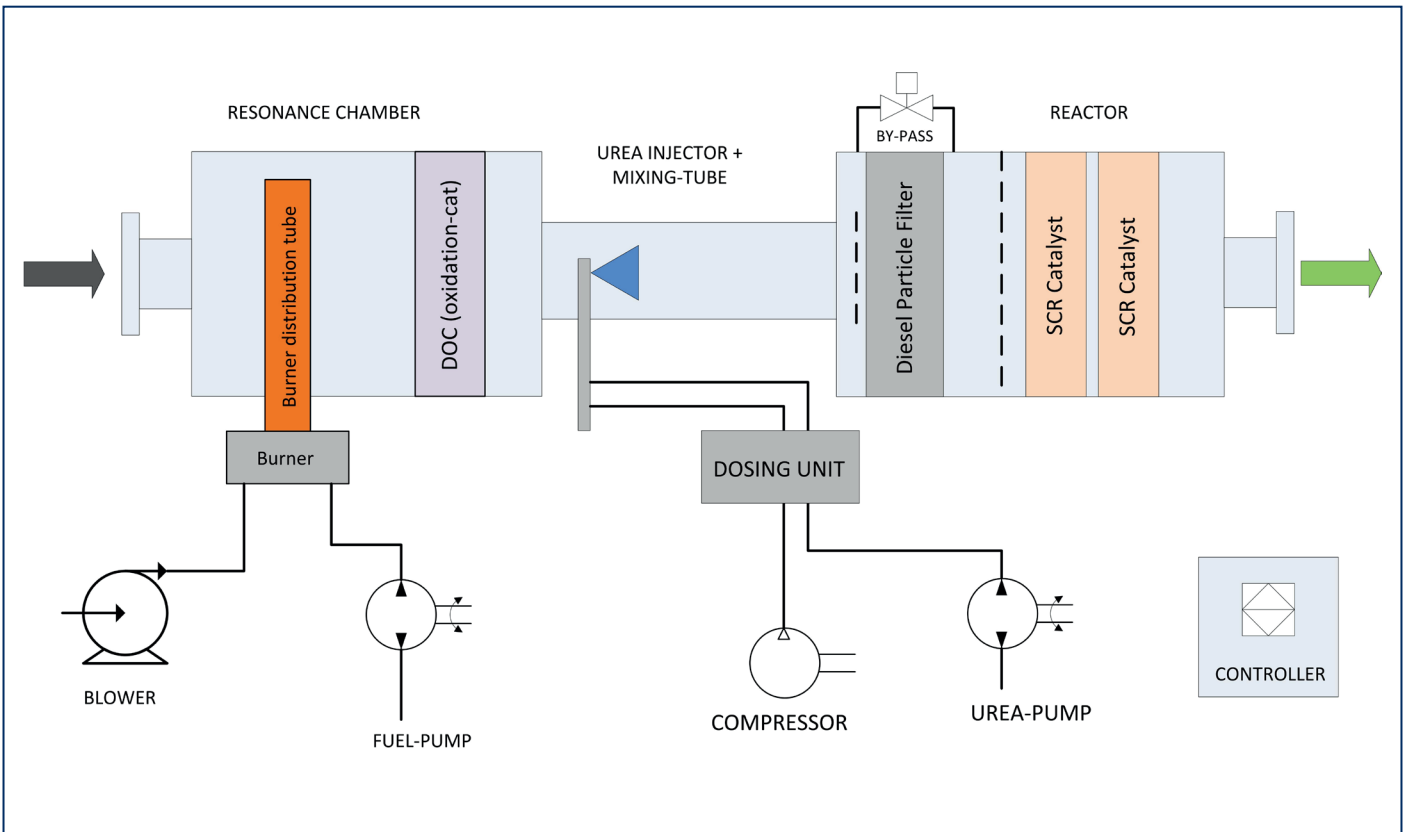 RESONANCE CHAMBER
UREA INJECTOR +
MIXING-TUBE
BY-PASS
REACTOR
Burner distribution tube
DOC (oxidation-cat)
Diesel Particle Filter
SCR Catalyst
SCR Catalyst
Burner
DOSING UNIT
BLOWER
FUEL-PUMP
COMPRESSOR
UREA-PUMP
CONTROLLER